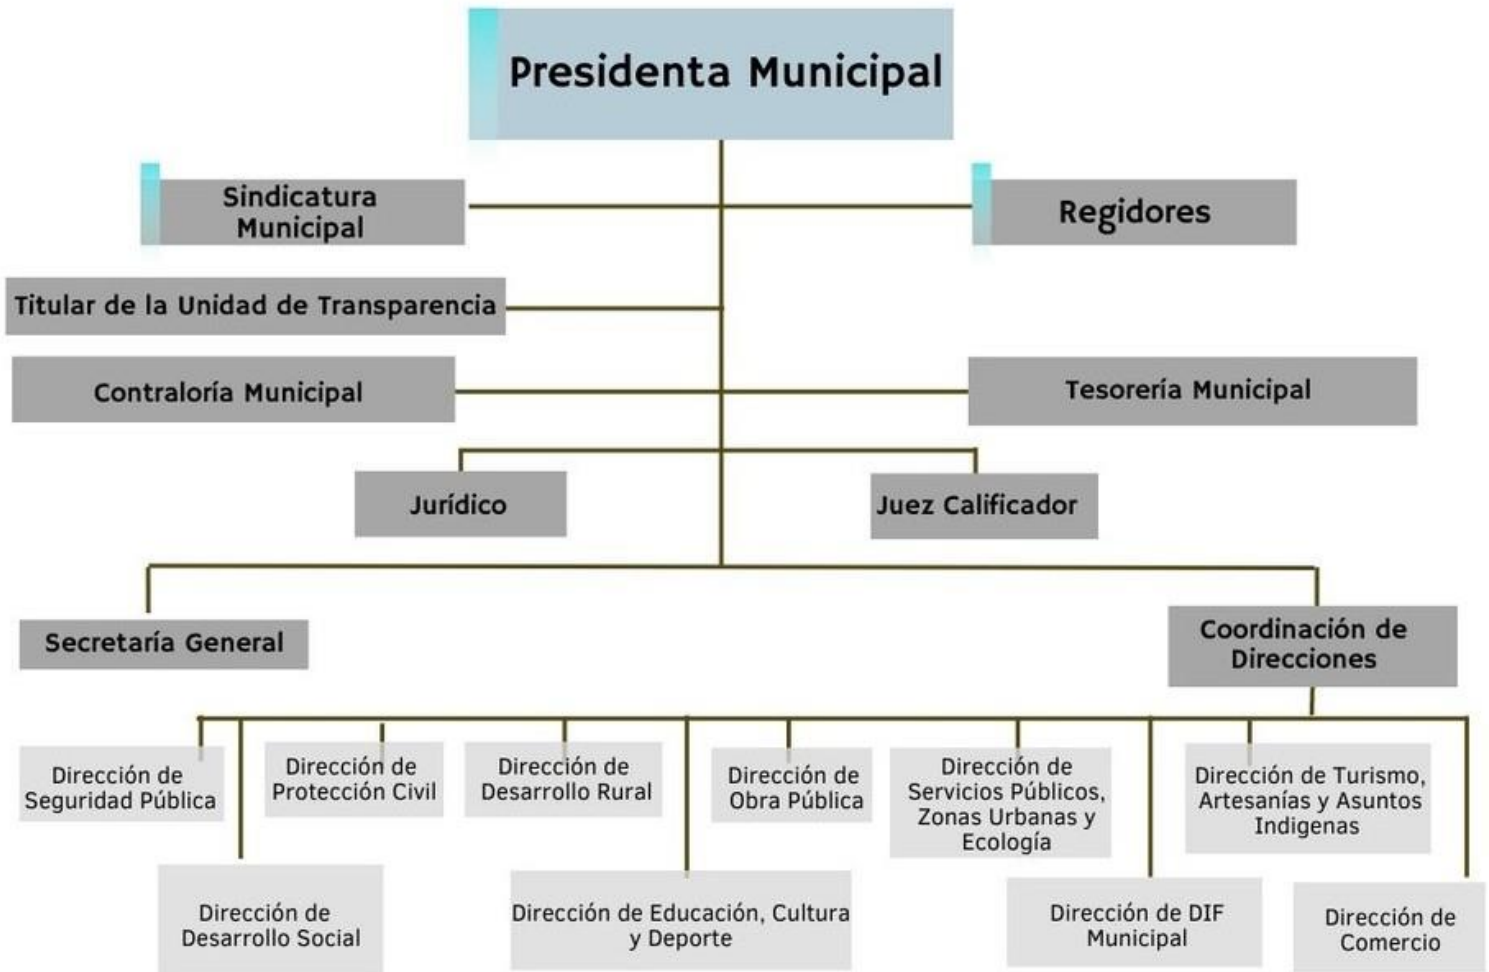 Presidenta Municipal
Sindicatura
Municipal
Regidores
Titular de la Unidad de Transparencia
Contraloría Municipal
Tesorería Municipal
Jurídico
Juez Calificador
Secretaría General
Coordinación de
Direcciones
Dirección de
Seguridad Pública
Dirección de
Protección Civil
Dirección de
Desarrollo Rural
Dirección de
Obra Pública
Dirección de
Servicios Públicos,
Zonas Urbanas y
Ecología
Dirección de Turismo,
Artesanías y Asuntos
Indigenas
Dirección de
Desarrollo Social
Dirección de Educación, Cultura
y Deporte
Dirección de DIF
Municipal
Dirección de
Comercio